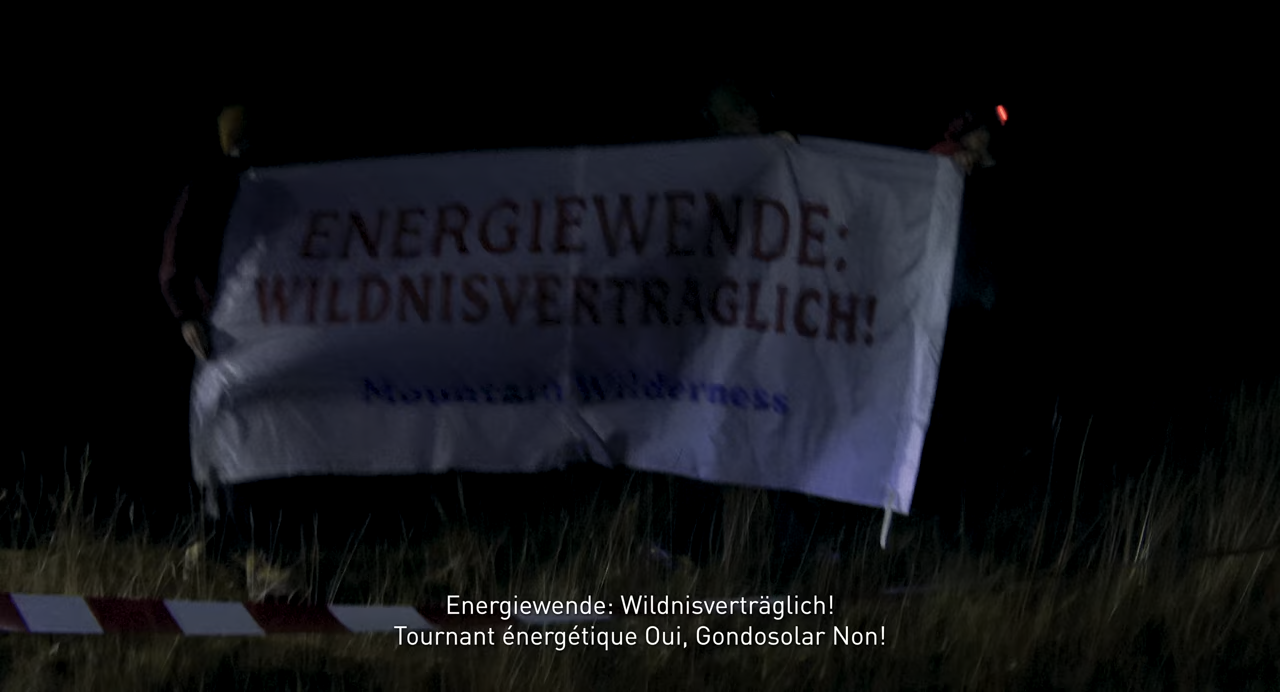 ENERGIEWENDE:
WILDNISVERTRÄGLICH!
Mountain Wilderness
Energiewende: Wildnisverträglich!
Tournant énergétique Oui, Gondosolar Non!